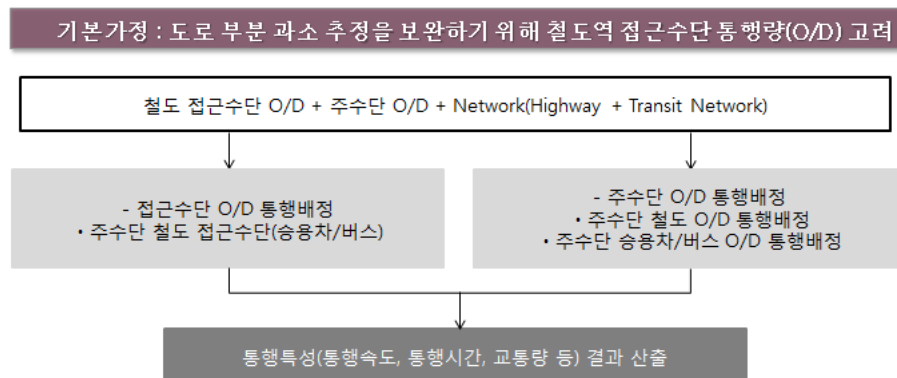 기본가정 : 도로 부분 과소 추정을 보완하기 위해 철도역 접근수단 통행량(O/D) 고려
철도 접근수단 O/D + 주수단 O/D + Network(Highway + Transit Network)
- 접근수단 O/D 통행배정
• 주수단 철도 접근수단(승용차/버스)
- 주수단 O/D 통행배정
• 주수단 철도 O/D 통행배정
• 주수단 승용차/버스 O/D 통행배정
통행특성(통행속도, 통행시간, 교통량 등) 결과 산출